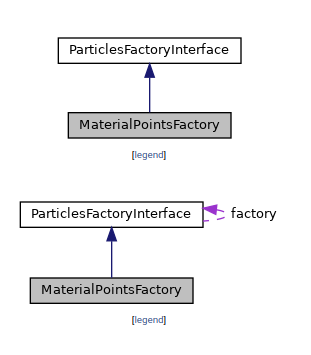 ParticlesFactoryInterface
MaterialPointsFactory
[legend]
ParticlesFactoryInterface
factory
MaterialPointsFactory
[legend]